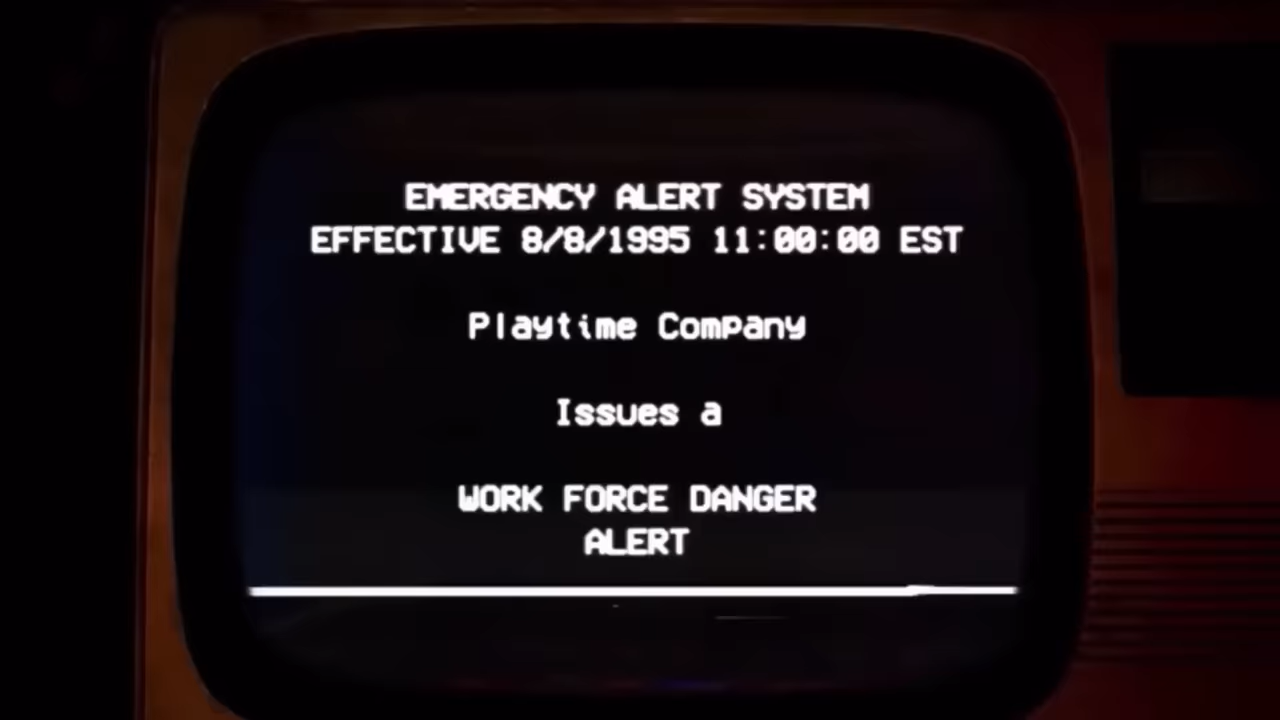 EMERGENCY ALERT SYSTEM
EFFECTIVE 8/8/1995 11:00:00 EST
Playtime Company
Issues a
WORK FORCE DANGER
ALERT